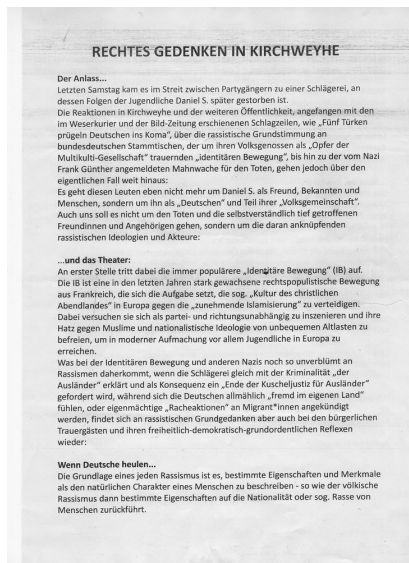 RECHTES GEDENKEN IN KIRCHWEYHE
Der Anlass...
Letzten Samstag kam es im Streit zwischen Partygängern zu einer Schlägerei, an
dessen Folgen der Jugendliche Daniel S. später gestorben ist.
Die Reaktionen in Kirchweyhe und der weiteren Öffentlichkeit, angefangen mit den
im Weserkurier und der Bild-Zeitung erschienenen Schlagzeilen, wie „Fünf Türken
prügeln Deutschen ins Koma“, über die rassistische Grundstimmung an
bundesdeutschen Stammtischen, der um ihren Volksgenossen als „Opfer der
Multikulti-Gesellschaft“ trauernden „identitären Bewegung“, bis hin zu der vom Nazi
Frank Günther angemeldeten Mahnwache für den Toten, gehen jedoch über den
eigentlichen Fall weit hinaus:
Es geht diesen Leuten eben nicht mehr um Daniel S. als Freund, Bekannten und
Menschen, sondern um ihn als „Deutschen“ und Teil ihrer „Volksgemeinschaft“.
Auch uns soll es nicht um den Toten und die selbstverständlich tief getroffenen
Freundinnen und Angehörigen gehen, sondern um die daran anknüpfenden
rassistischen Ideologien und Akteure:
...und das Theater:
An erster Stelle tritt dabei die immer populärere „Identitäre Bewegung“ (IB) auf.
Die IB ist eine in den letzten Jahren stark gewachsene rechtspopulistische Bewegung
aus Frankreich, die sich die Aufgabe setzt, die sog. „Kultur des christlichen
Abendlandes“ in Europa gegen die „zunehmende Islamisierung“ zu verteidigen.
Dabei versuchen sie sich als partei- und richtungsunabhängig zu inszenieren und ihre
Hatz gegen Muslime und nationalistische Ideologie von unbequemen Altlasten zu
befreien, um in moderner Aufmachung vor allem Jugendliche in Europa zu
erreichen.
Was bei der Identitären Bewegung und anderen Nazis noch so unverblümt an
Rassismen daherkommt, wenn die Schlägerei gleich mit der Kriminalität „der
Ausländer“ erklärt und als Konsequenz ein „Ende der Kuscheljustiz für Ausländer“
gefordert wird, während sich die Deutschen allmählich „fremd im eigenen Land“
fühlen, oder eigenmächtige „Racheaktionen“ an Migrant*innen angekündigt
werden, findet sich an rassistischen Grundgedanken aber auch bei den bürgerlichen
Trauergästen und ihren freiheitlich-demokratisch-grundordentlichen Reflexen
wieder:
Wenn Deutsche heulen...
Die Grundlage eines jeden Rassismus ist es, bestimmte Eigenschaften und Merkmale
als den natürlichen Charakter eines Menschen zu beschreiben - so wie der völkische
Rassismus dann bestimmte Eigenschaften auf die Nationalität oder sog. Rasse von
Menschen zurückführt.